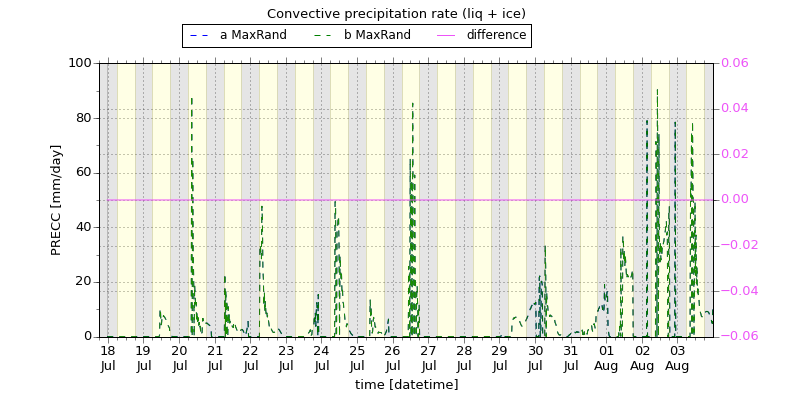 Convective precipitation rate (liq + ice)
a MaxRand b MaxRand difference
100
80
60
40
20
0
PRECC [mm/day]
0.06
0.04
0.02
0.00
−0.02
−0.04
−0.06
18 19 20 21 22 23 24 25 26 27 28 29 30 31 01 02 03
Jul Jul Jul Jul Jul Jul Jul Jul Jul Jul Jul Jul Jul Jul Aug Aug Aug
time [datetime]